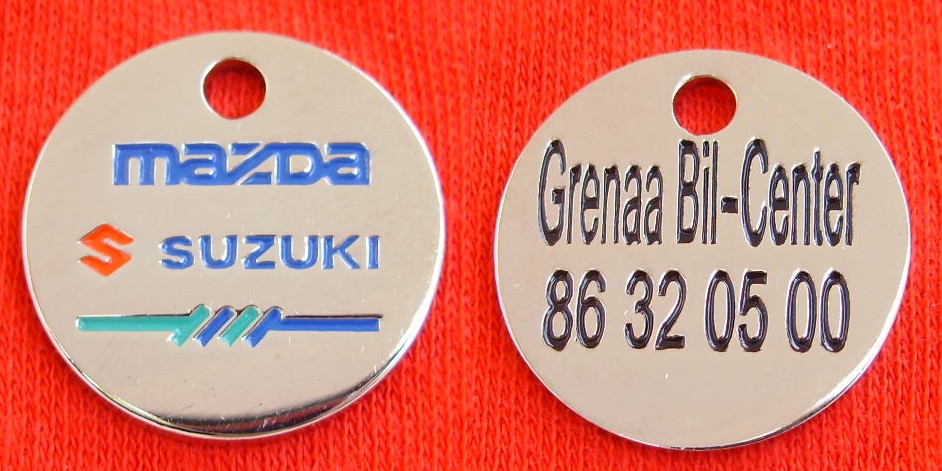 mazda
S SUZUKI
Grenaa Bil-Center
86 32 05 00